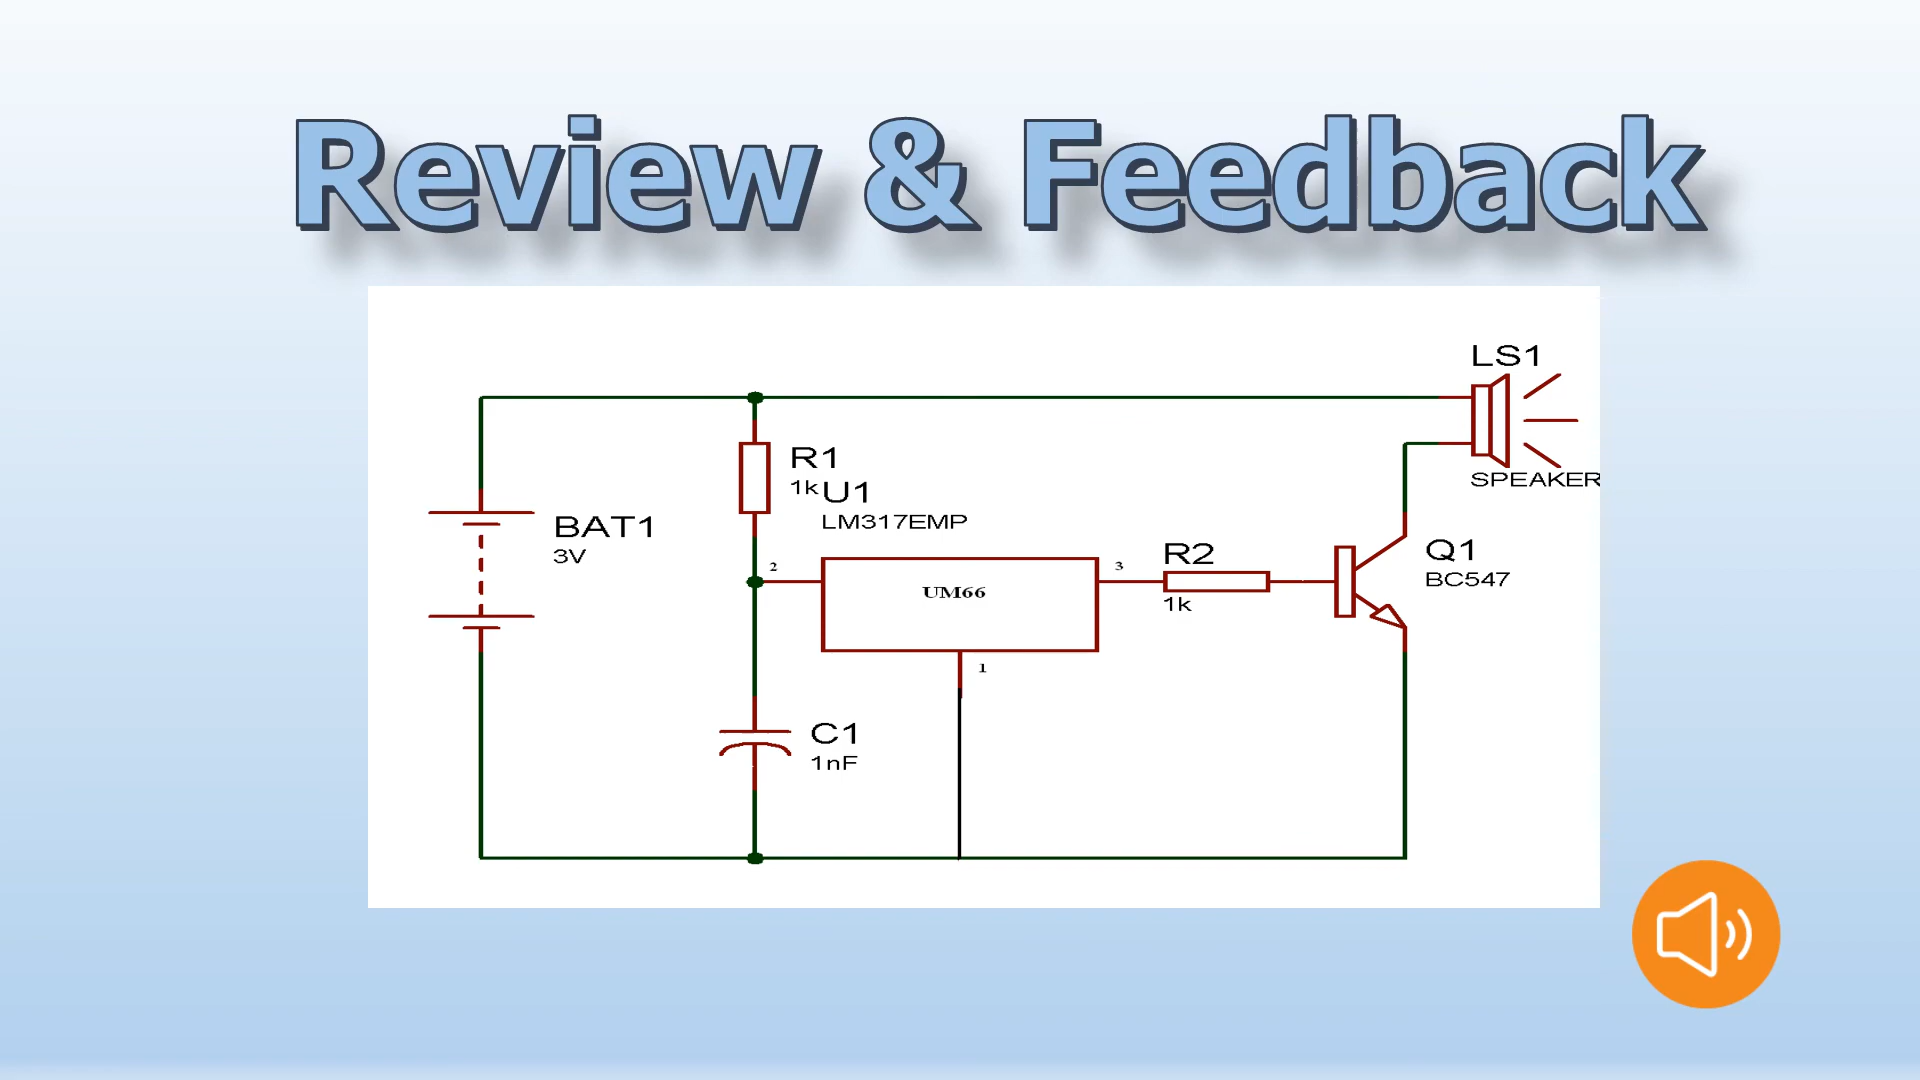 Review & Feedback
LS1
SPEAKER
R1
1k
U1
LM317EMP
BAT1
3V
2
UM66
3
R2
1k
Q1
BC547
1
C1
1nF